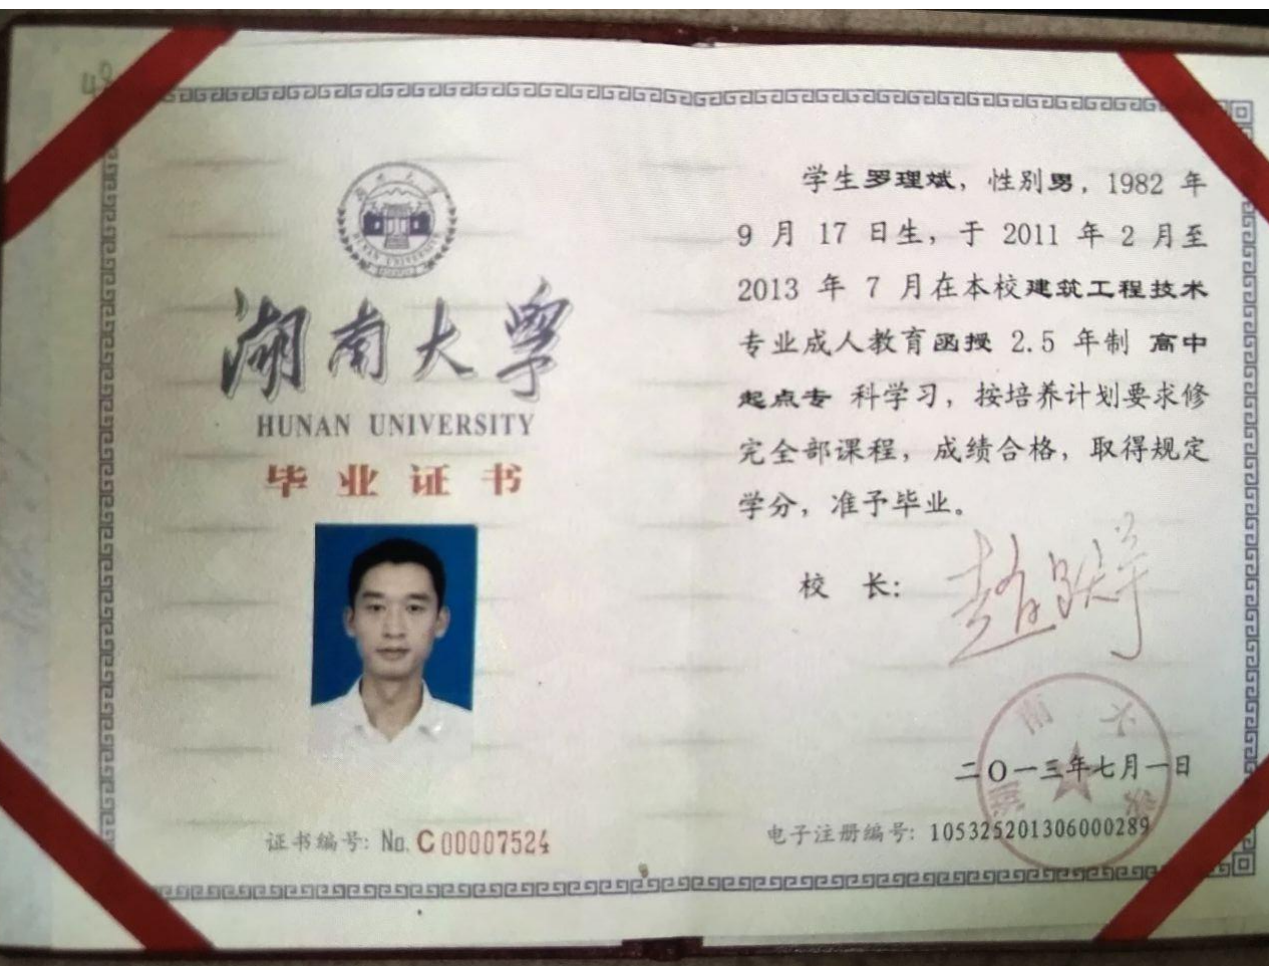 湖南大学
HUNAN UNIVERSITY
毕业证书
证书编号: No. C00007524
学生罗理斌，性别男，1982 年
9 月 17 日生，于 2011 年 2 月至
2013 年 7 月在本校建筑工程技术
专业成人教育函授 2.5 年制 高中
起点专 科学习，按培养计划要求修
完全部课程，成绩合格，取得规定
学分，准予毕业。
校 长：
赵跃宇
二〇一三年七月一日
电子注册编号: 105325201306000289